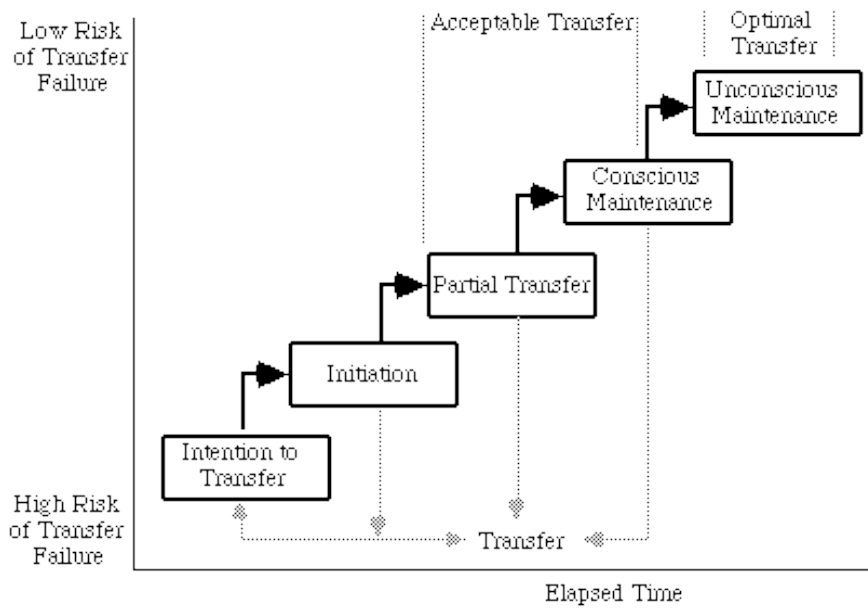 Low Risk
of Transfer
Failure
Acceptable Transfer
Optimal
Transfer
Unconscious
Maintenance
Conscious
Maintenance
Partial Transfer
Initiation
Intention to
Transfer
High Risk
of Transfer
Failure
Transfer
Elapsed Time